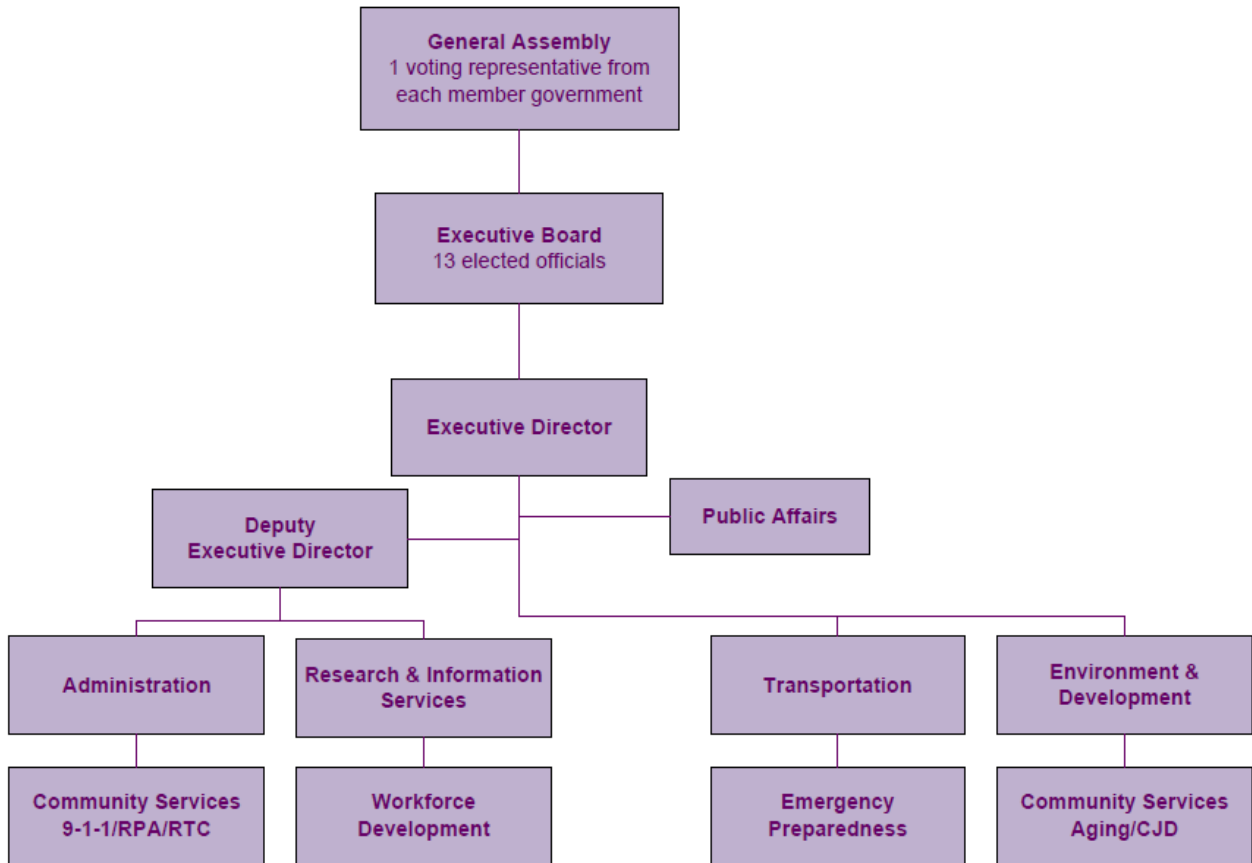 General Assembly
1 voting representative from
each member government
Executive Board
13 elected officials
Executive Director
Public Affairs
Deputy
Executive Director
Administration
Research & Information
Services
Transportation
Environment &
Development
Community Services
9-1-1/RPA/RTC
Workforce
Development
Emergency
Preparedness
Community Services
Aging/CJD